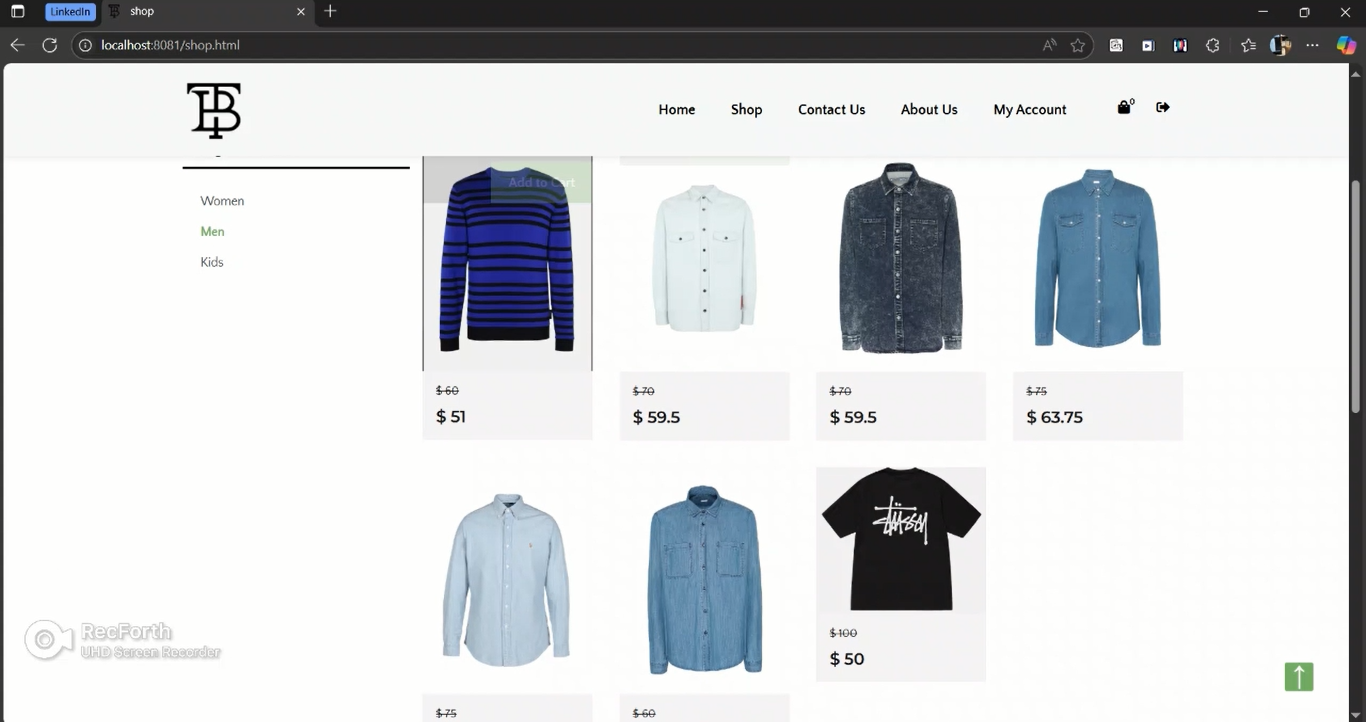 LinkedIn
shop
localhost:8081/shop.html
TB
Home
Shop
Contact Us
About Us
My Account
0
Women
Men
Kids
Add to Cart
$ 60
$ 51
$ 70
$ 59.5
$ 70
$ 59.5
$ 75
$ 63.75
STÜSSY
$ 100
$ 50
RecForth
UHD Screen Recorder
$ 75
$ 60